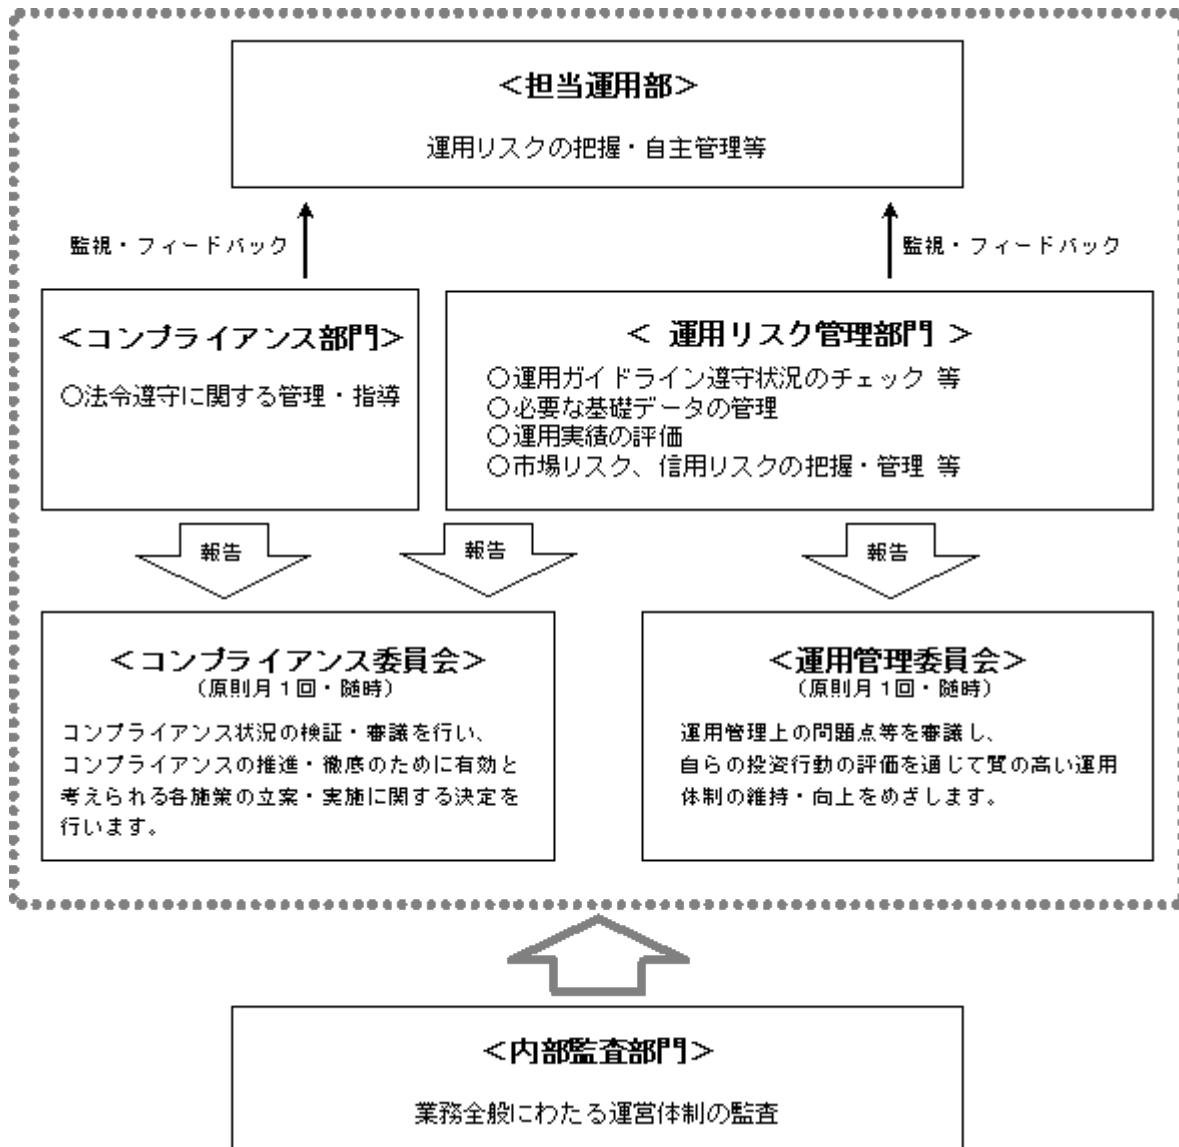 ＜担当運用部＞
運用リスクの把握・自主管理等
監視・フィードバック
監視・フィードバック
＜コンプライアンス部門＞
○法令遵守に関する管理・指導
＜ 運用リスク管理部門 ＞
○運用ガイドライン遵守状況のチェック 等
○必要な基礎データの管理
○運用実績の評価
○市場リスク、信用リスクの把握・管理 等
報告
報告
報告
＜コンプライアンス委員会＞
（原則月１回・随時）
コンプライアンス状況の検証・審議を行い、
コンプライアンスの推進・徹底のために有効と
考えられる各施策の立案・実施に関する決定を
行います。
＜運用管理委員会＞
（原則月１回・随時）
運用管理上の問題点等を審議し、
自らの投資行動の評価を通じて質の高い運用
体制の維持・向上をめざします。
＜内部監査部門＞
業務全般にわたる運営体制の監査